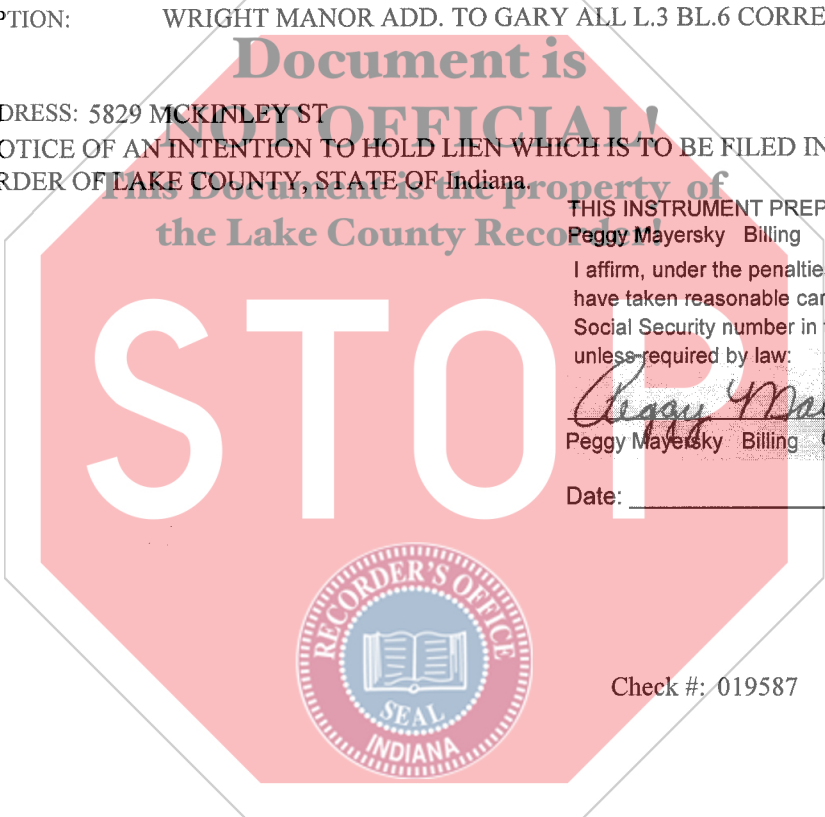 PTION: WRIGHT MANOR ADD. TO GARY ALL L.3 BL.6 CORRE
Document is
DRESS: 5829 MCKINLEY ST
NOT OFFICIAL!
OTICE OF AN INTENTION TO HOLD LIEN WHICH IS TO BE FILED IN
RDER OF LAKE COUNTY, STATE OF Indiana.
This Document is the property of
the Lake County Recorder!
THIS INSTRUMENT PREP
Peggy Mayersky Billing
I affirm, under the penaltie
have taken reasonable car
Social Security number in
unless required by law:
Peggy Ma
Peggy Mayersky Billing
Date:
STOP
RECORDER'S OFFICE
SEAL
INDIANA
Check #: 019587